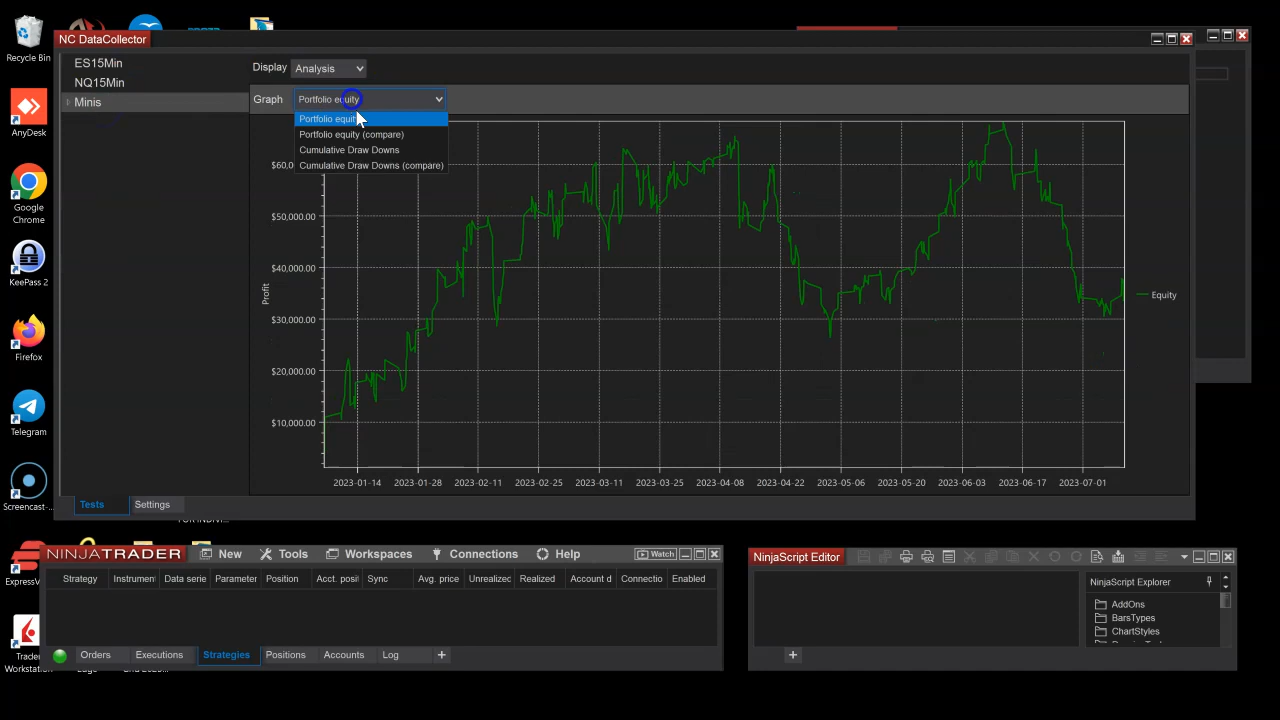 Recycle Bin
AnyDesk
Google
Chrome
KeePass 2
Firefox
Telegram
Screencast-...
ExpressV
Trader
Workstation
NC DataCollector
ES15Min
NQ15Min
Minis
Display Analysis
Graph Portfolio equity
Portfolio equity
Portfolio equity (compare)
Cumulative Draw Downs
Cumulative Draw Downs (compare)
$60,0
$50,000.00
$40,000.00
$30,000.00
$20,000.00
$10,000.00
Profit
Equity
2023-01-14 2023-01-28 2023-02-11 2023-02-25 2023-03-11 2023-03-25 2023-04-08 2023-04-22 2023-05-06 2023-05-20 2023-06-03 2023-06-17 2023-07-01
Tests Settings
NINJATRADER New Tools Workspaces Connections Help Watch
Strategy Instrumen Data serie Parameter Position Acct. posit Sync Avg. price Unrealized Realized Account d Connectio Enabled
Orders Executions Strategies Positions Accounts Log +
NinjaScript Editor
NinjaScript Explorer
AddOns
BarsTypes
ChartStyles
+